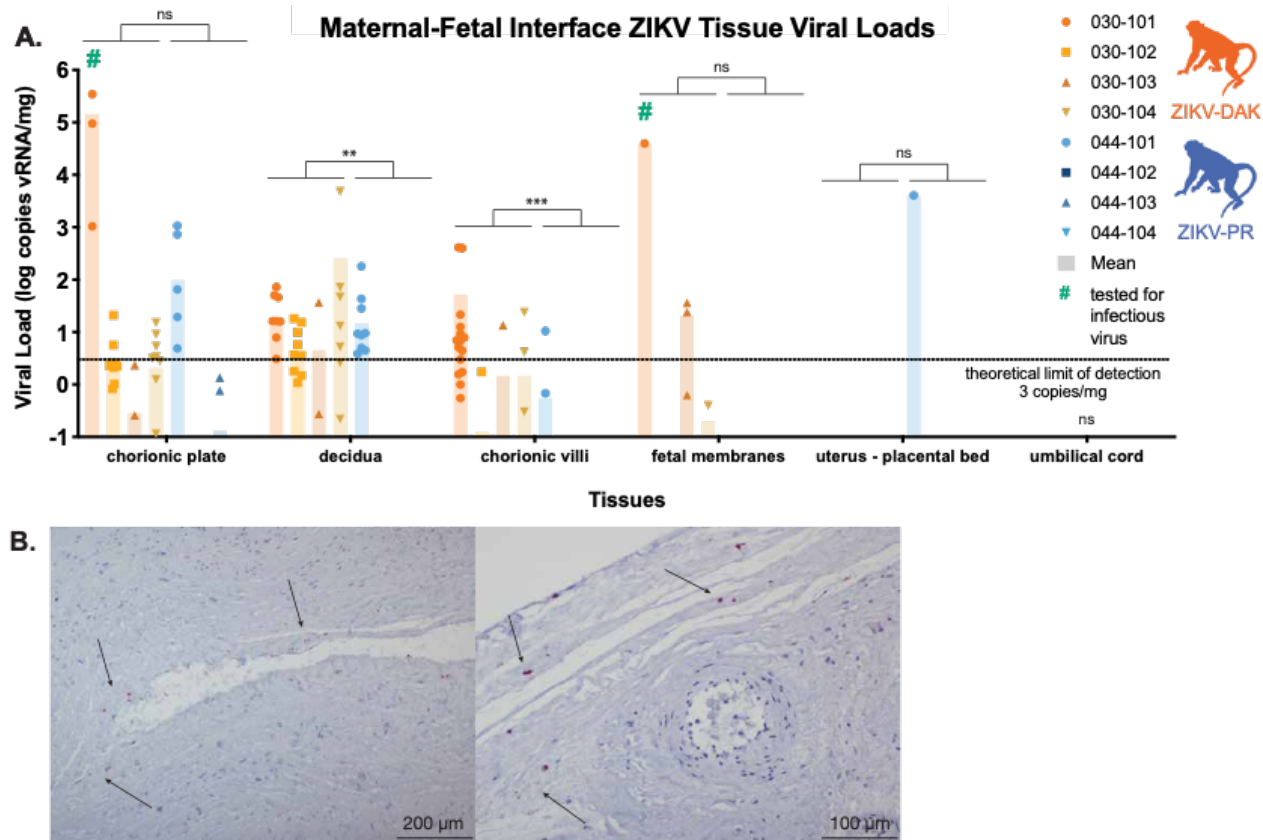 A.
Maternal-Fetal Interface ZIKV Tissue Viral Loads
Viral Load (log copies vRNA/mg)
6
5
4
3
2
1
0
-1
ns
#
**
***
ns
#
ns
ns
theoretical limit of detection
3 copies/mg
chorionic plate
decidua
chorionic villi
fetal membranes
uterus - placental bed
umbilical cord
Tissues
030-101
030-102
030-103
030-104
044-101
044-102
044-103
044-104
Mean
# tested for
infectious
virus
ZIKV-DAK
ZIKV-PR
B.
200 µm
100 µm